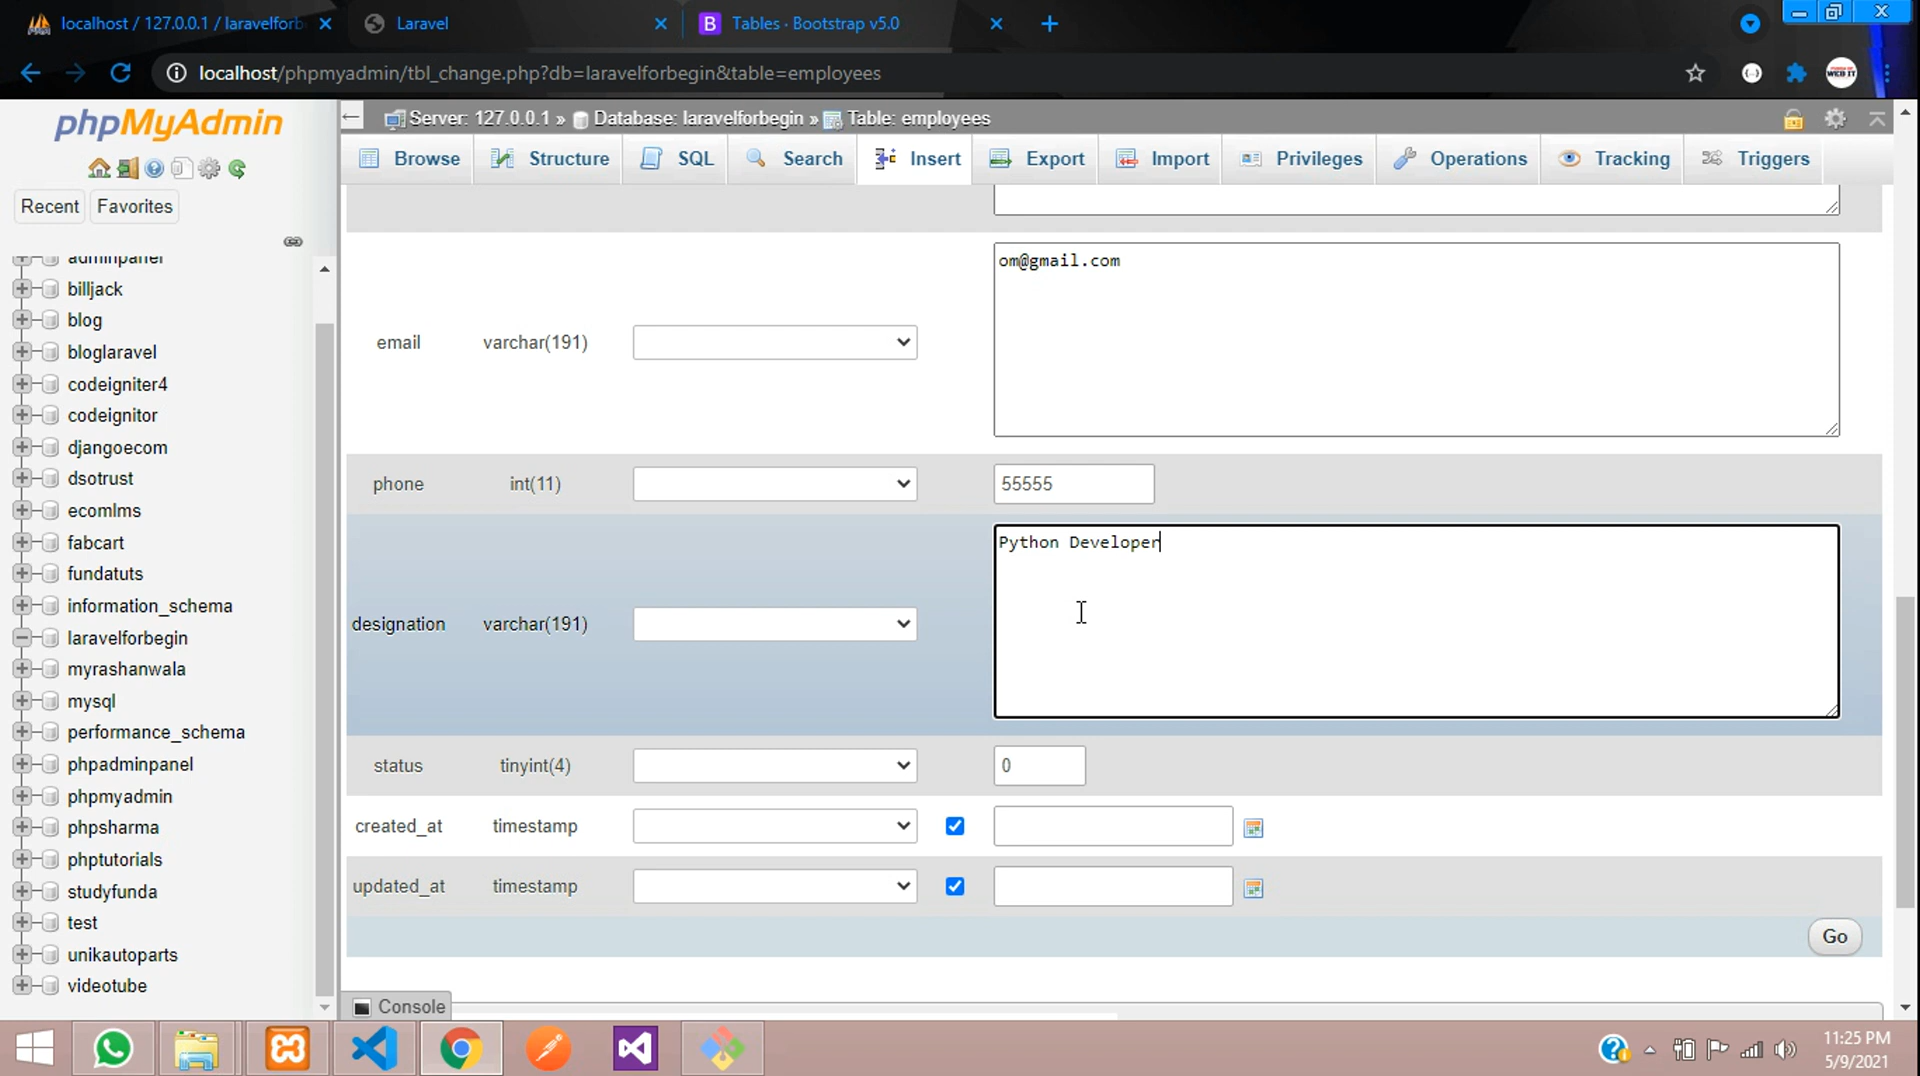 localhost / 127.0.0.1 / laravelforb
Laravel
Tables · Bootstrap v5.0
localhost/phpmyadmin/tbl_change.php?db=laravelforbegin&table=employees
phpMyAdmin
Server: 127.0.0.1 » Database: laravelforbegin » Table: employees
Browse
Structure
SQL
Search
Insert
Export
Import
Privileges
Operations
Tracking
Triggers
Recent
Favorites
adminpanel
billjack
blog
bloglaravel
codeigniter4
codeignitor
djangoecom
dsotrust
ecomlms
fabcart
fundatuts
information_schema
laravelforbegin
myrashanwala
mysql
performance_schema
phpadminpanel
phpmyadmin
phpsharma
phptutorials
studyfunda
test
unikautoparts
videotube
om@gmail.com
email varchar(191)
phone int(11) 55555
Python Developer
designation varchar(191)
status tinyint(4) 0
created_at timestamp
updated_at timestamp
Go
Console
11:25 PM
5/9/2021